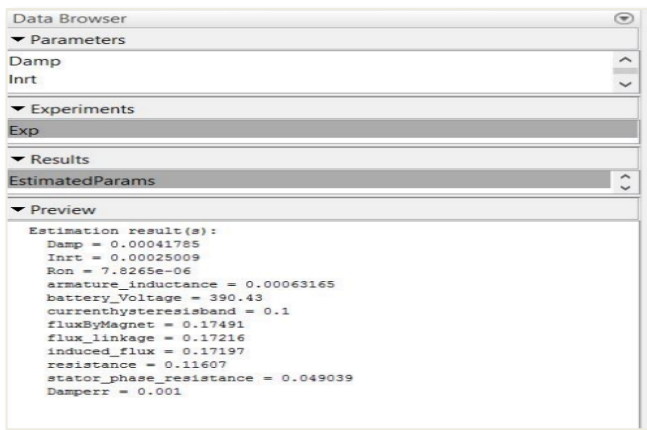 Data Browser
Parameters
Damp
Inrt
Experiments
Exp
Results
EstimatedParams
Preview
Estimation result(s):
Damp = 0.00041785
Inrt = 0.00025009
Ron = 7.8265e-06
armature_inductance = 0.00063165
battery_Voltage = 390.43
currenthysteresisband = 0.1
fluxByMagnet = 0.17491
flux_linkage = 0.17216
induced_flux = 0.17197
resistance = 0.11607
stator_phase_resistance = 0.049039
Damperr = 0.001